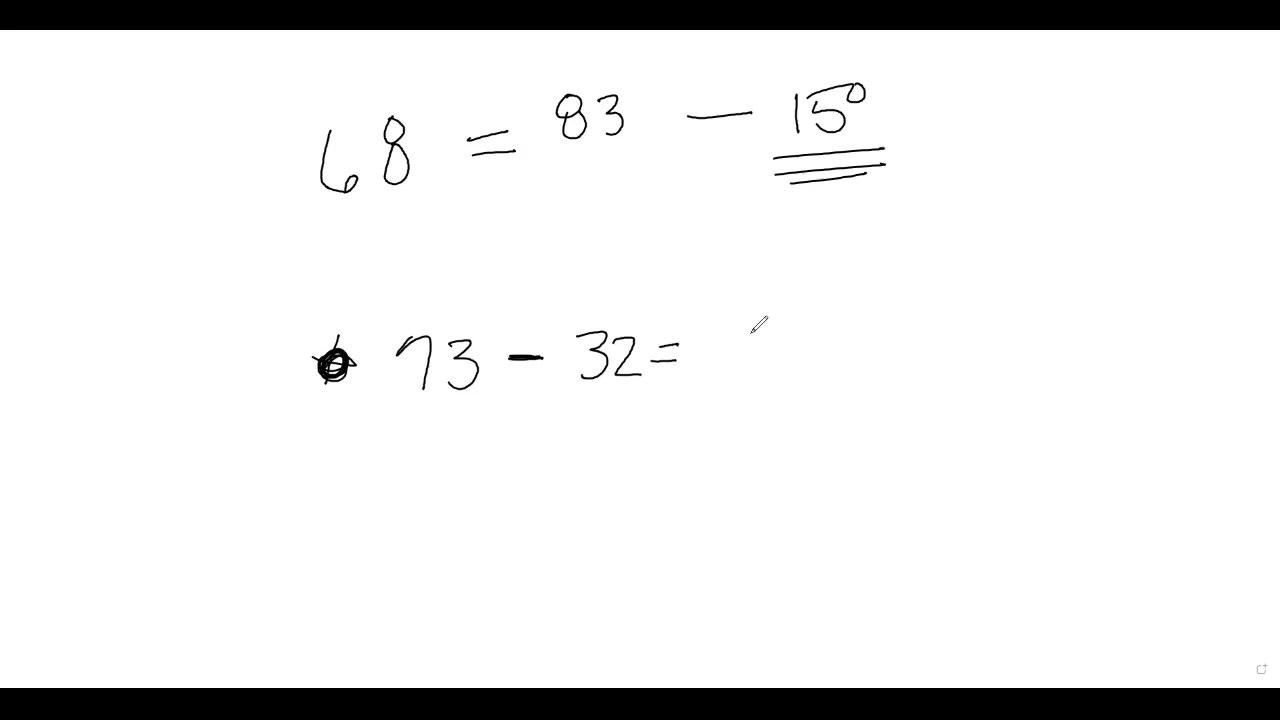 68 = 83 - 15°
73 - 32 =